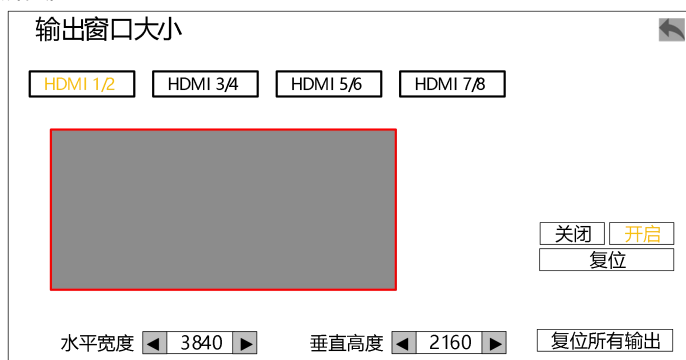 输出窗口大小
HDMI 1/2 HDMI 3/4 HDMI 5/6 HDMI 7/8
关闭 开启
复位
水平宽度 ◀ 3840 ▶ 垂直高度 ◀ 2160 ▶ 复位所有输出